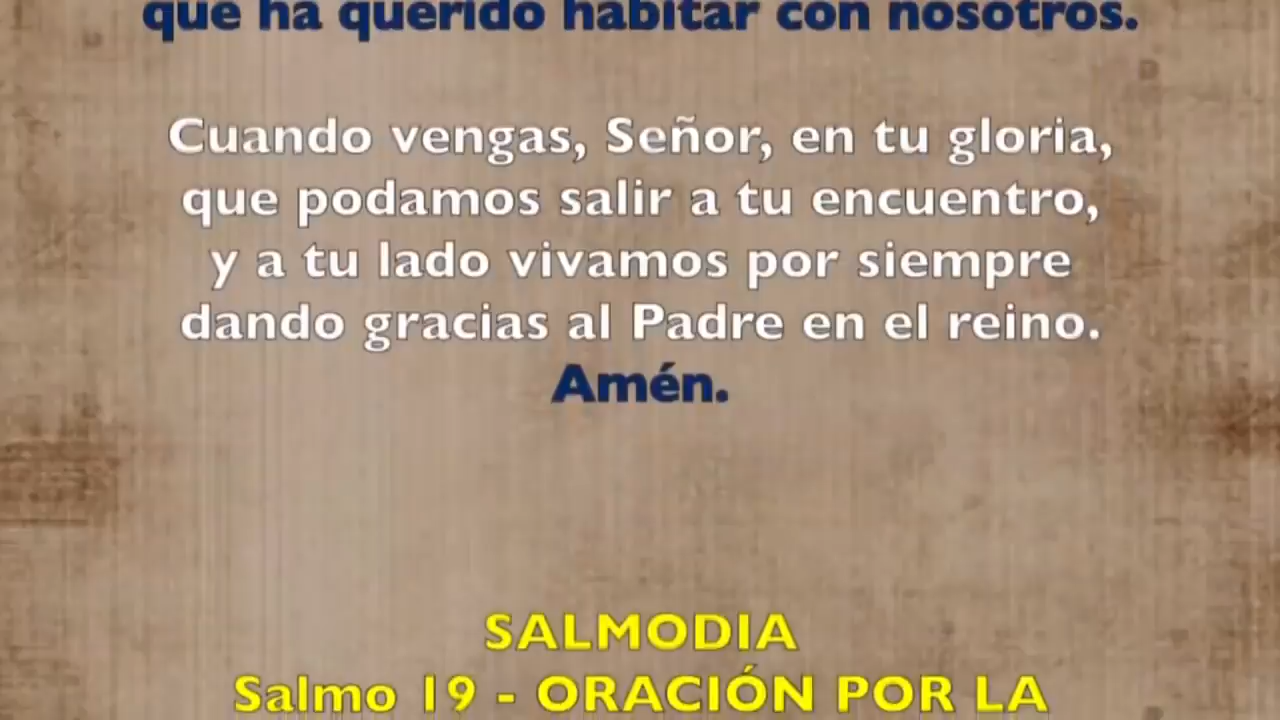 que ha querido habitar con nosotros.
Cuando vengas, Señor, en tu gloria,
que podamos salir a tu encuentro,
y a tu lado vivamos por siempre
dando gracias al Padre en el reino.
Amén.
SALMODIA
Salmo 19 - ORACIÓN POR LA